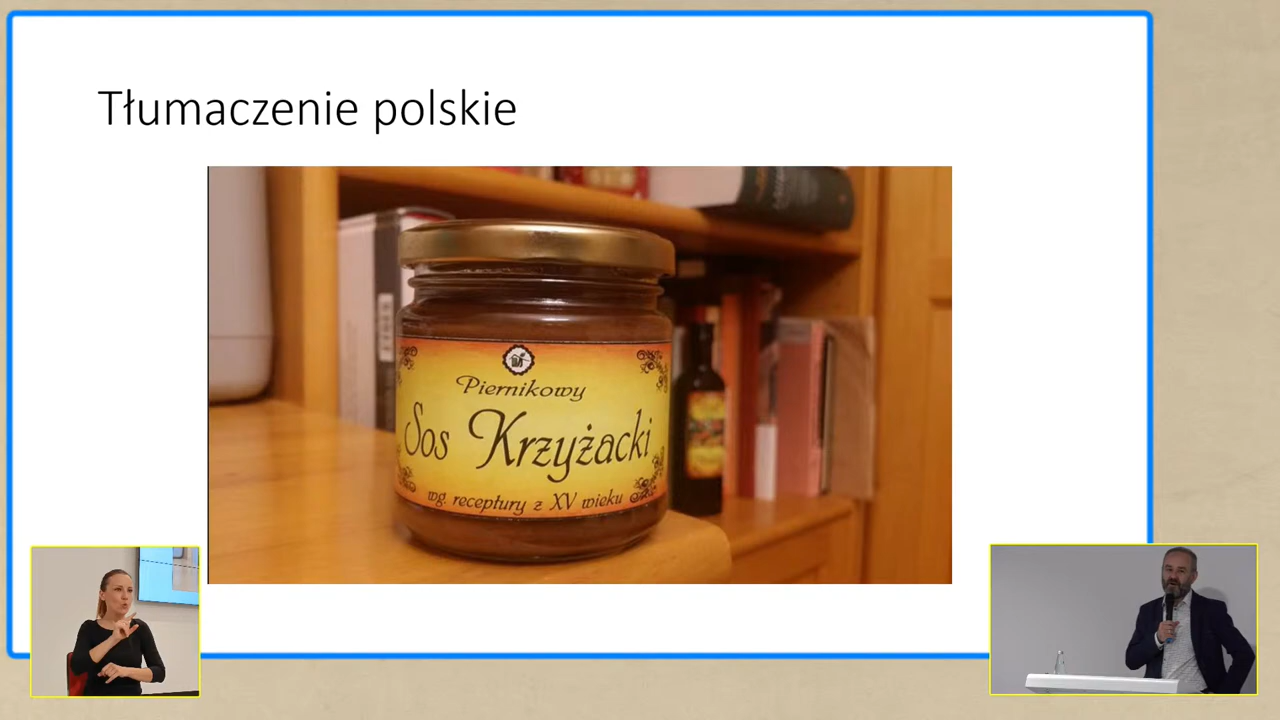 Tłumaczenie polskie
Piernikowy
Sos Krzyżacki
wg. receptury z XV wieku